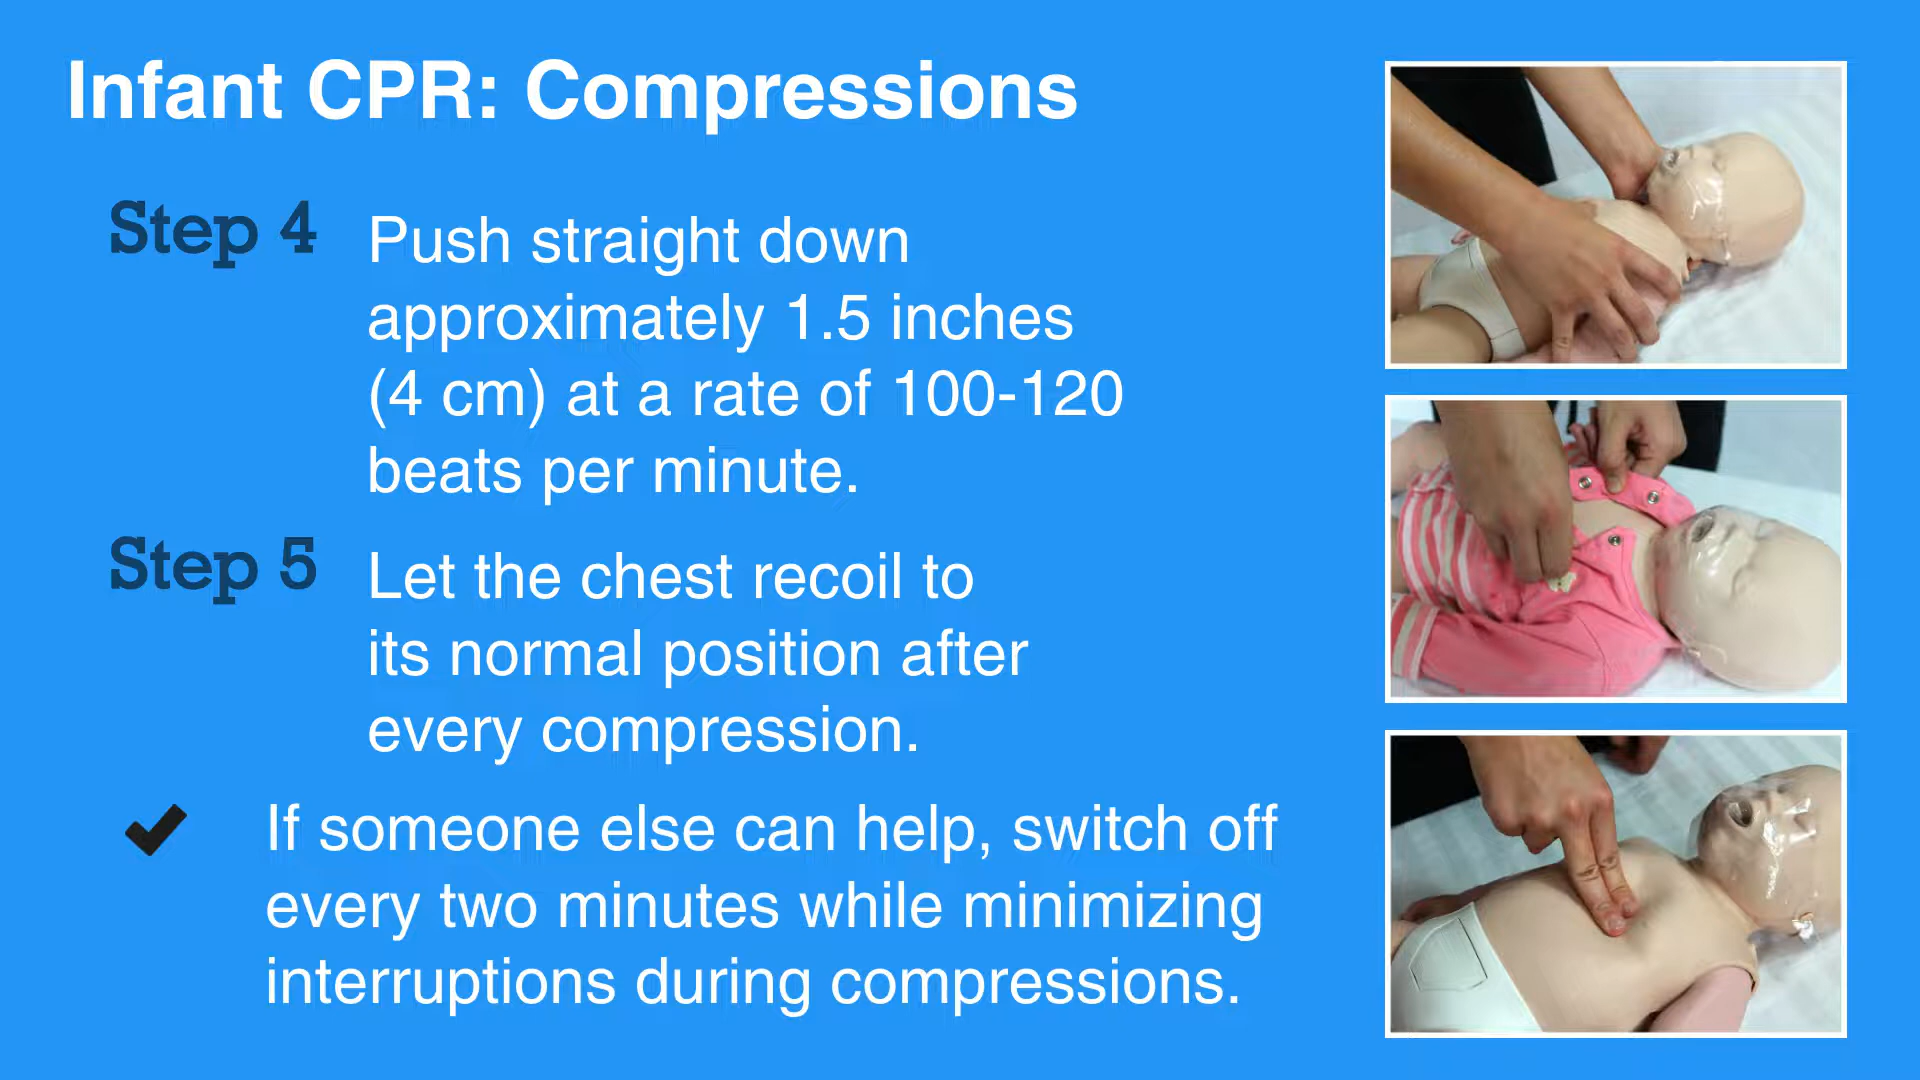 Infant CPR: Compressions
Step 4 Push straight down
approximately 1.5 inches
(4 cm) at a rate of 100-120
beats per minute.
Step 5 Let the chest recoil to
its normal position after
every compression.
If someone else can help, switch off
every two minutes while minimizing
interruptions during compressions.